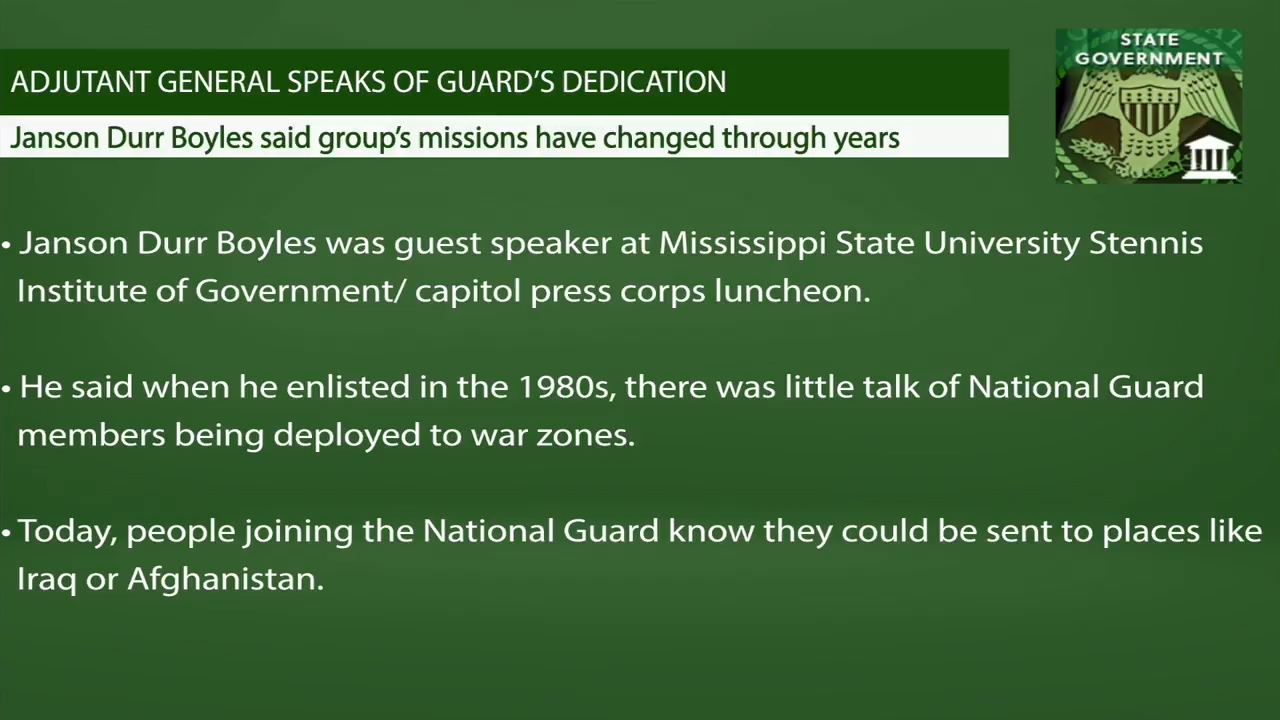 STATE
GOVERNMENT
ADJUTANT GENERAL SPEAKS OF GUARD’S DEDICATION
Janson Durr Boyles said group’s missions have changed through years
• Janson Durr Boyles was guest speaker at Mississippi State University Stennis
Institute of Government/ capitol press corps luncheon.
• He said when he enlisted in the 1980s, there was little talk of National Guard
members being deployed to war zones.
• Today, people joining the National Guard know they could be sent to places like
Iraq or Afghanistan.